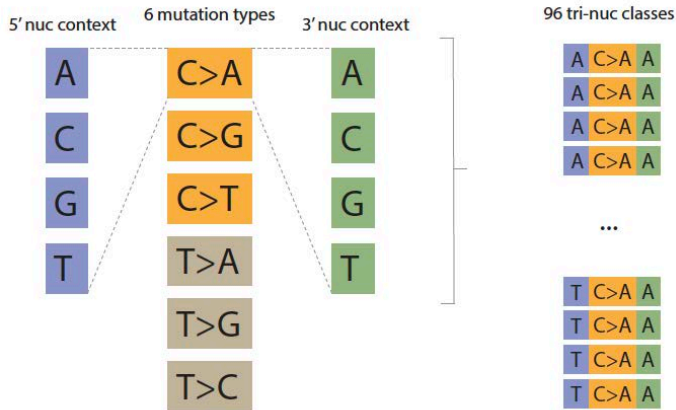 5' nuc context
6 mutation types
3' nuc context
96 tri-nuc classes
A
C
G
T
C>A
C>G
C>T
T>A
T>G
T>C
A
C
G
T
A C>A A
A C>A A
A C>A A
A C>A A
...
T C>A A
T C>A A
T C>A A
T C>A A